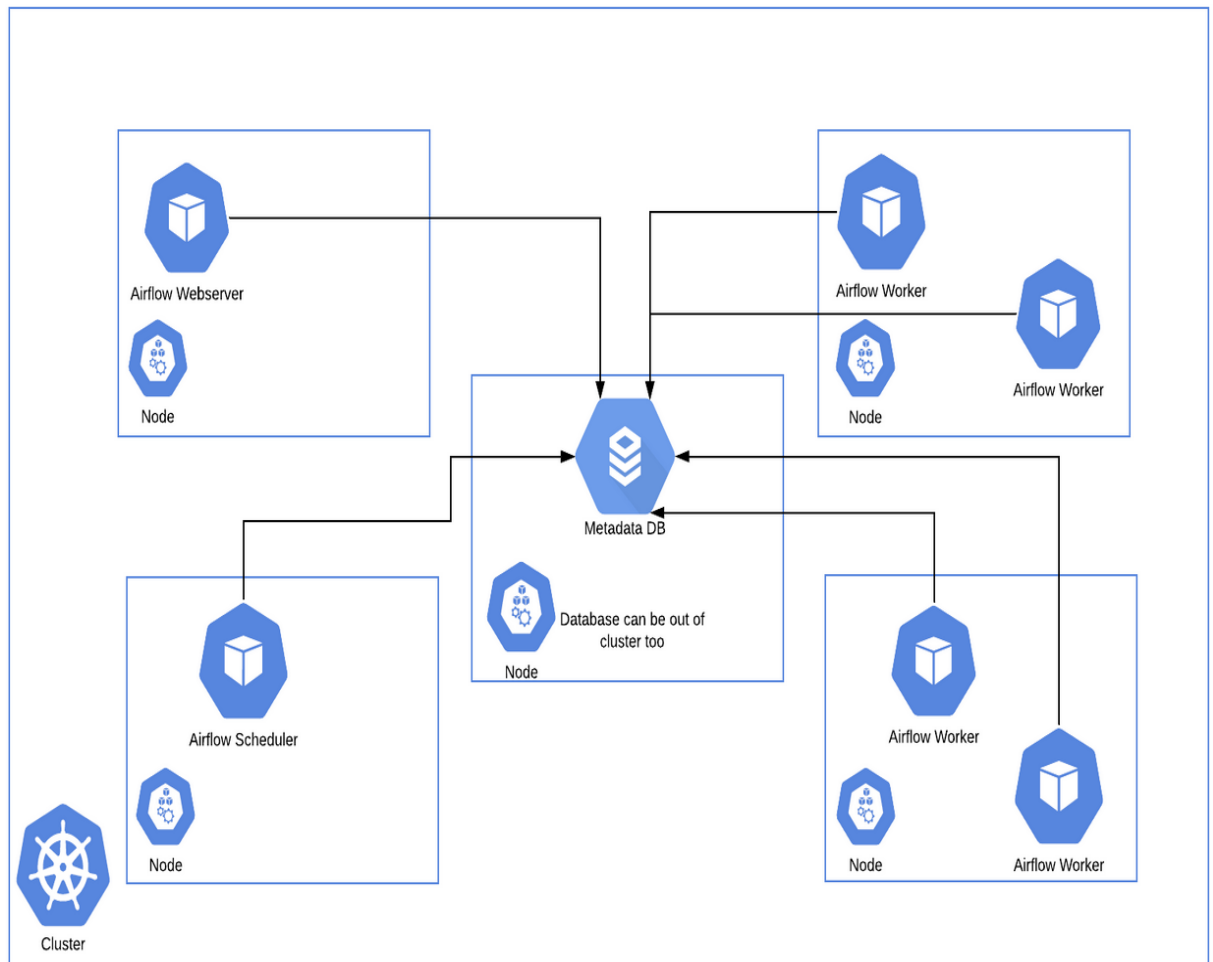 Airflow Webserver
Node
Airflow Worker
Airflow Worker
Node
Metadata DB
Database can be out of
cluster too
Node
Airflow Scheduler
Node
Airflow Worker
Airflow Worker
Node
Cluster